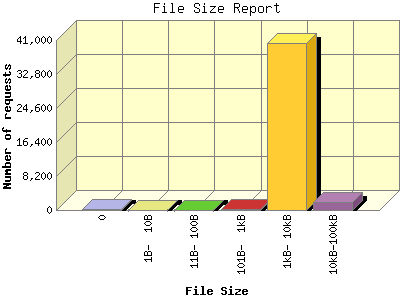 File Size Report
Number of requests
41,000
32,800
24,600
16,400
8,200
0
0
1B- 10B
11B- 100B
101B- 1kB
1kB- 10kB
10kB-100kB
File Size